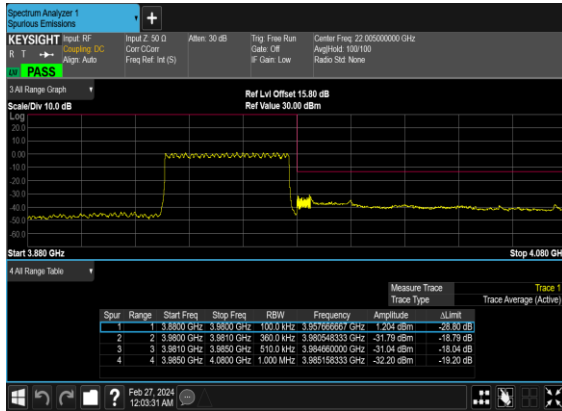 Spectrum Analyzer 1
Spurious Emissions
KEYSIGHT
R T
LU PASS
Input: RF
Coupling: DC
Align: Auto
Input Z: 50 Ω
Corr CCorr
Freq Ref: Int (S)
Atten: 30 dB
Trig: Free Run
Gate: Off
IF Gain: Low
Center Freq: 22.005000000 GHz
Avg|Hold: 100/100
Radio Std: None
3 All Range Graph
Scale/Div 10.0 dB
Ref Lvl Offset 15.80 dB
Ref Value 30.00 dBm
Log
20.0
10.0
0.00
-10.0
-20.0
-30.0
-40.0
-50.0
-60.0
Start 3.880 GHz
Stop 4.080 GH
4 All Range Table
Measure Trace Trace 1
Trace Type Trace Average (Active)
Spur Range Start Freq Stop Freq RBW Frequency Amplitude ΔLimit
1 1 3.8800 GHz 3.9800 GHz 100.0 kHz 3.957666667 GHz 1.204 dBm -28.80 dB
2 2 3.9800 GHz 3.9810 GHz 360.0 kHz 3.980548333 GHz -31.79 dBm -18.79 dB
3 3 3.9810 GHz 3.9850 GHz 510.0 kHz 3.984660000 GHz -31.04 dBm -18.04 dB
4 4 3.9850 GHz 4.0800 GHz 1.000 MHz 3.985158333 GHz -32.20 dBm -19.20 dB
Feb 27, 2024
12:03:31 AM